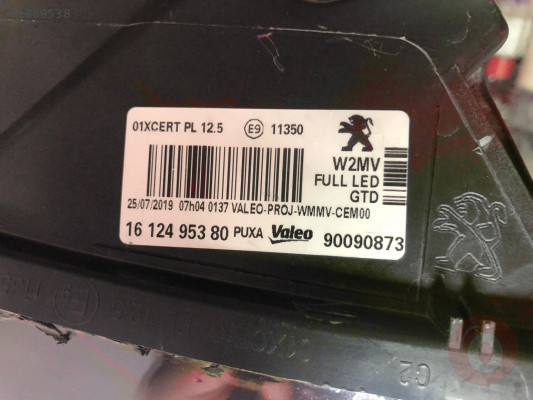 01XCERT PL 12.5 E9 11350
W2MV
FULL LED
GTD
25/07/2019 07h04 0137 VALEO-PROJ-WMMV-CEM00
16 124 953 80 PUXA Valeo 90090873
C2